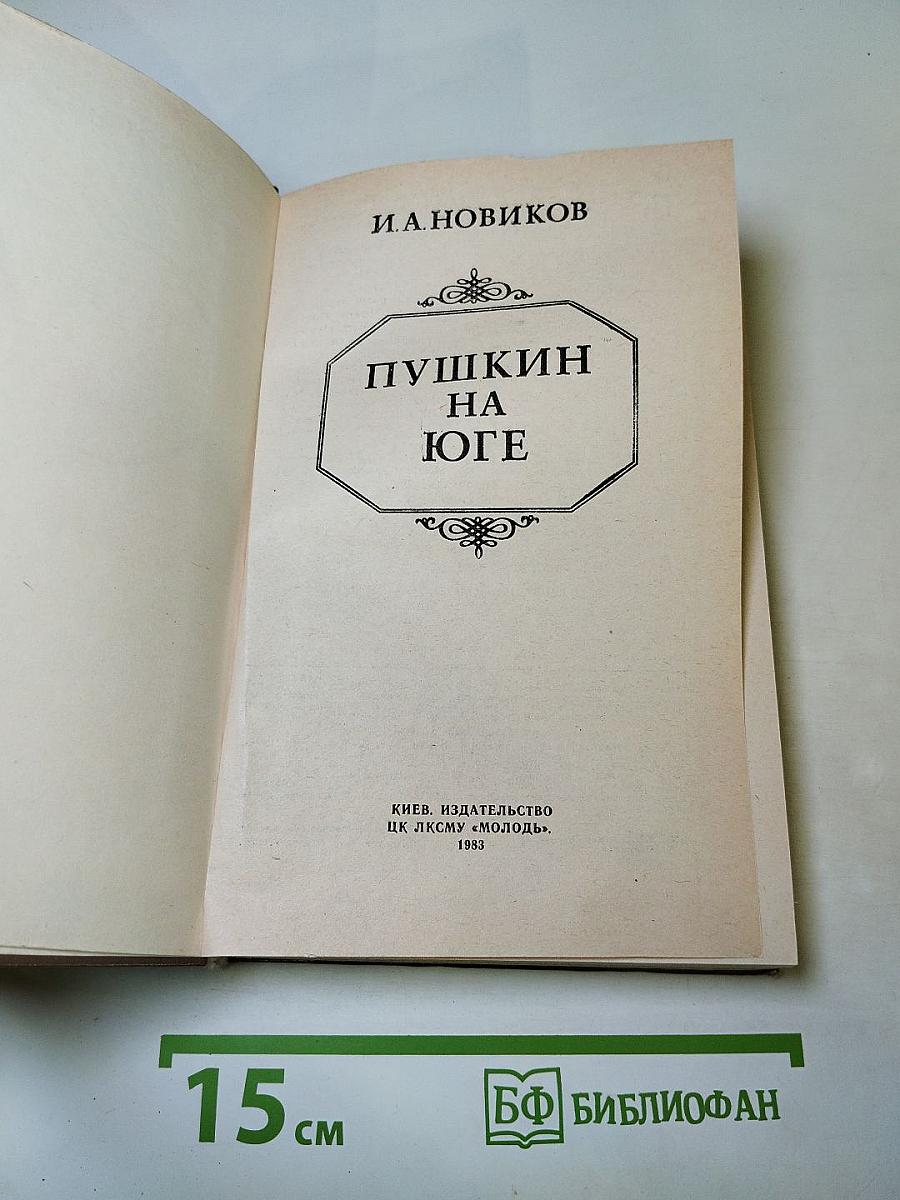 И. А. НОВИКОВ
ПУШКИН
НА
ЮГЕ
КИЕВ. ИЗДАТЕЛЬСТВО
ЦК ЛКСМУ «МОЛОДЬ».
1983
15 см
БФ БИБЛИОФАН